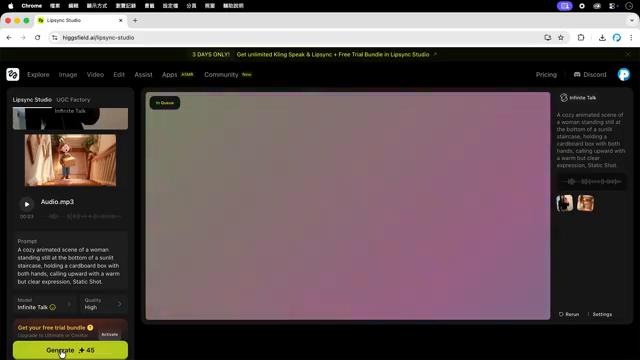 Chrome 檔案 編輯 顯示方式 瀏覽記錄 書籤 設定檔 分頁 視窗 輔助說明
Lipsync Studio
higgsfield.ai/lipsync-studio
3 DAYS ONLY! Get unlimited Kling Speak & Lipsync + Free Trial Bundle in Lipsync Studio ↗
Explore Image Video Edit Assist Apps ASMR Community New Pricing Discord
Lipsync Studio UGC Factory
Infinite Talk
Audio.mp3
00:03
Prompt
A cozy animated scene of a woman
standing still at the bottom of a sunlit
staircase, holding a cardboard box with
both hands, calling upward with a warm
but clear expression, Static Shot.
Model
Infinite Talk
Quality
High
Get your free trial bundle
Upgrade to Ultimate or Creator
Activate
Generate 45
In Queue
Infinite Talk
A cozy animated scene of
a woman standing still at
the bottom of a sunlit
staircase, holding a
cardboard box with both
hands, calling upward with
a warm but clear
expression, Static Shot.
Rerun Settings